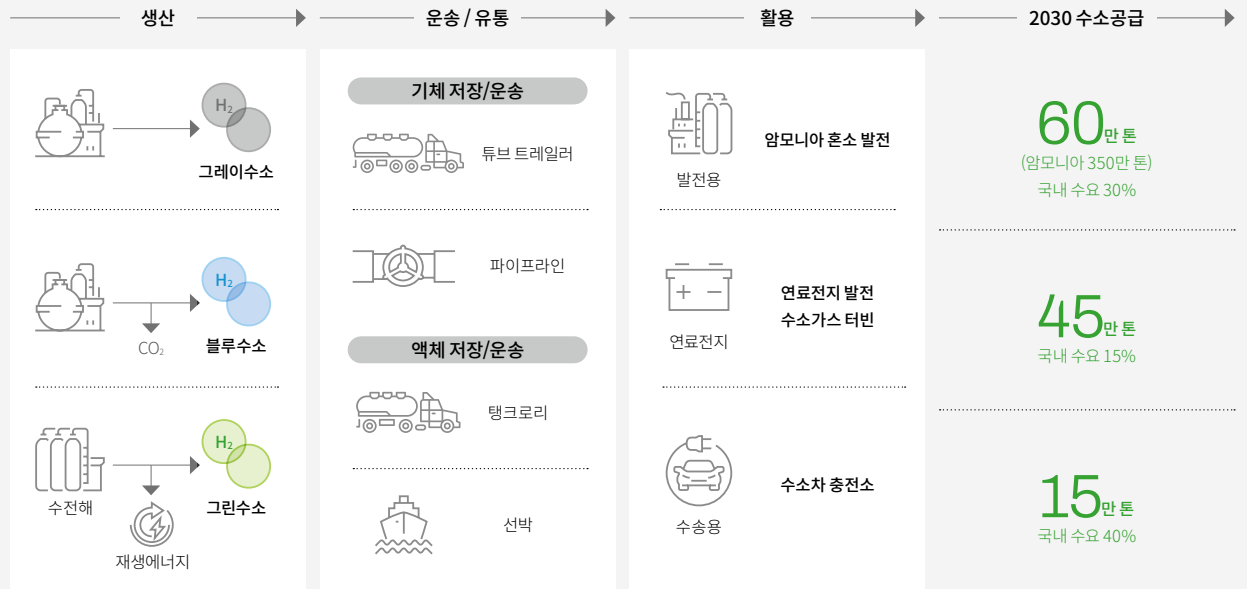 생산
운송 / 유통
활용
2030 수소공급
H₂
그레이수소
H₂
CO₂
블루수소
H₂
수전해
그린수소
재생에너지
기체 저장/운송
튜브 트레일러
파이프라인
액체 저장/운송
탱크로리
선박
암모니아 혼소 발전
발전용
연료전지 발전
수소가스 터빈
연료전지
수소차 충전소
수송용
60만 톤
(암모니아 350만 톤)
국내 수요 30%
45만 톤
국내 수요 15%
15만 톤
국내 수요 40%